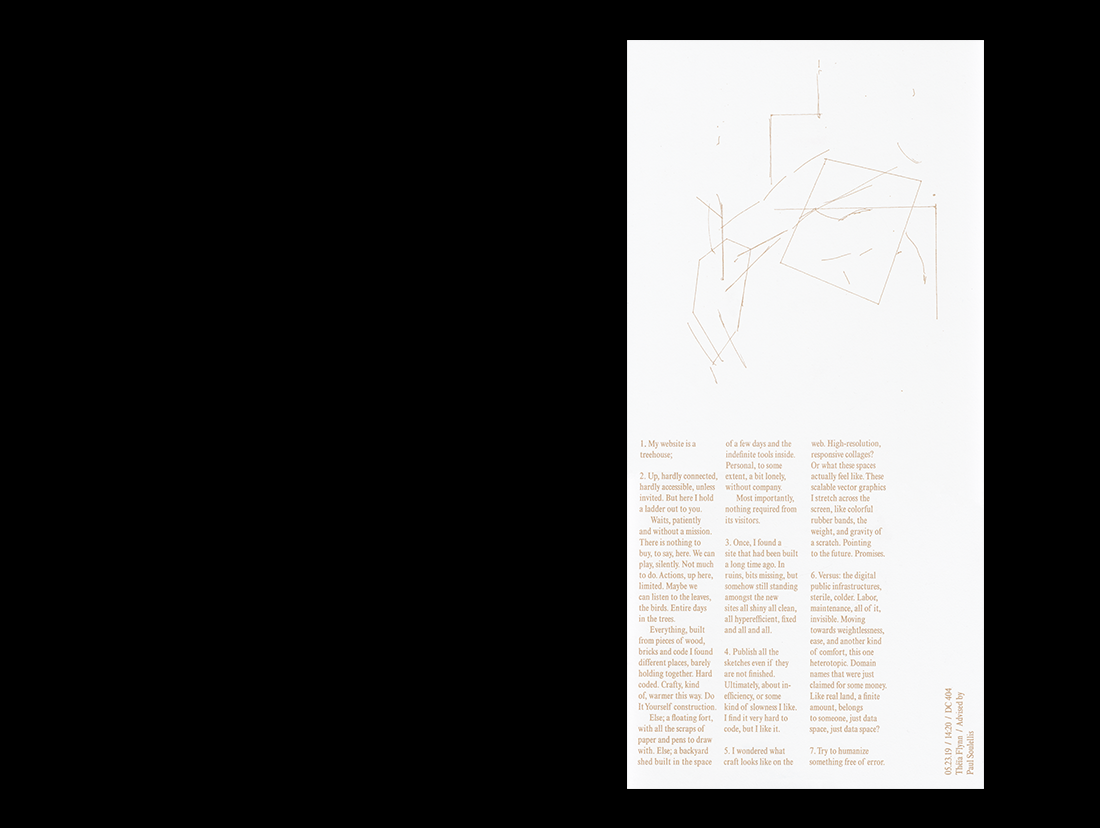 1, My website is a
treehouse;
2. Up, hardly connected,
hardly accessible, unless
invited. But here I hold
a ladder out to you.
Waits, patiently
and without a mission.
There is nothing to
buy, to say, here. We can
play, silently. Not much
to do. Actions, up here,
limited. Maybe we
can listen to the leaves,
the birds. Entire days
in the trees.
Everything, built
from pieces of wood,
bricks and code I found
different places, barely
holding together. Hard
coded. Crafty, kind
of, warmer this way. Do
It Yourself construction.
Else; a floating fort,
with all the scraps of
paper and pens to draw
with. Else; a backyard
shed built in the space
of a few days and the
indefinite tools inside.
Personal, to some
extent, a bit lonely,
without company.
Most importantly,
nothing required from
its visitors.
3. Once, I found a
site that had been built
a long time ago. In
ruins, bits missing, but
somehow still standing
amongst the new
sites all shiny all clean,
all hyperefficient, fixed
and all and all.
4. Publish all the
sketches even if they
are not finished.
Ultimately, about in-
efficiency, or some
kind of slowness I like.
I find it very hard to
code, but I like it.
5. I wondered what
craft looks like on the
web. High-resolution,
responsive collages?
Or what these spaces
actually feel like. These
scalable vector graphics
I stretch across the
screen, like colorful
rubber bands, the
weight, and gravity of
a scratch. Pointing
to the future. Promises.
6. Versus: the digital
public infrastructures,
sterile, colder. Labor,
maintenance, all of it,
invisible. Moving
towards weightlessness,
ease, and another kind
of comfort, this one
heterotopic. Domain
names that were just
claimed for some money.
Like real land, a finite
amount, belongs
to someone, just data
space, just data space?
7. Try to humanize
something free of error.
05.23.19 / 14:20 / DC 404
Théïa Flynn / Advised by
Paul Soulellis